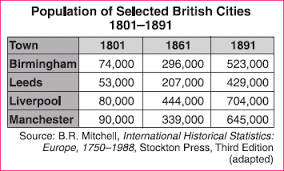 Population of Selected British Cities
1801–1891
Town 1801 1861 1891
Birmingham 74,000 296,000 523,000
Leeds 53,000 207,000 429,000
Liverpool 80,000 444,000 704,000
Manchester 90,000 339,000 645,000
Source: B.R. Mitchell, International Historical Statistics:
Europe, 1750–1988, Stockton Press, Third Edition
(adapted)